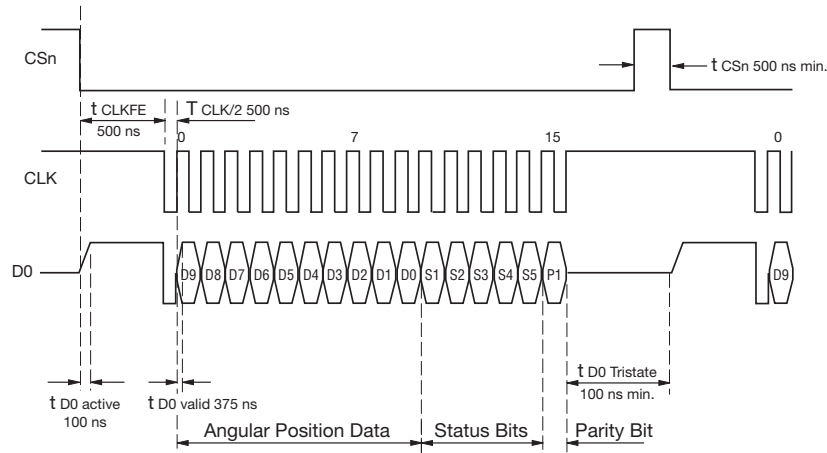 CSn
t CSn 500 ns min.
t CLKFE
500 ns
T CLK/2 500 ns
0
7
15
0
CLK
D0
D9
D8
D7
D6
D5
D4
D3
D2
D1
D0
S1
S2
S3
S4
S5
P1
D9
t D0 active
100 ns
t D0 valid 375 ns
t D0 Tristate
100 ns min.
Angular Position Data
Status Bits
Parity Bit